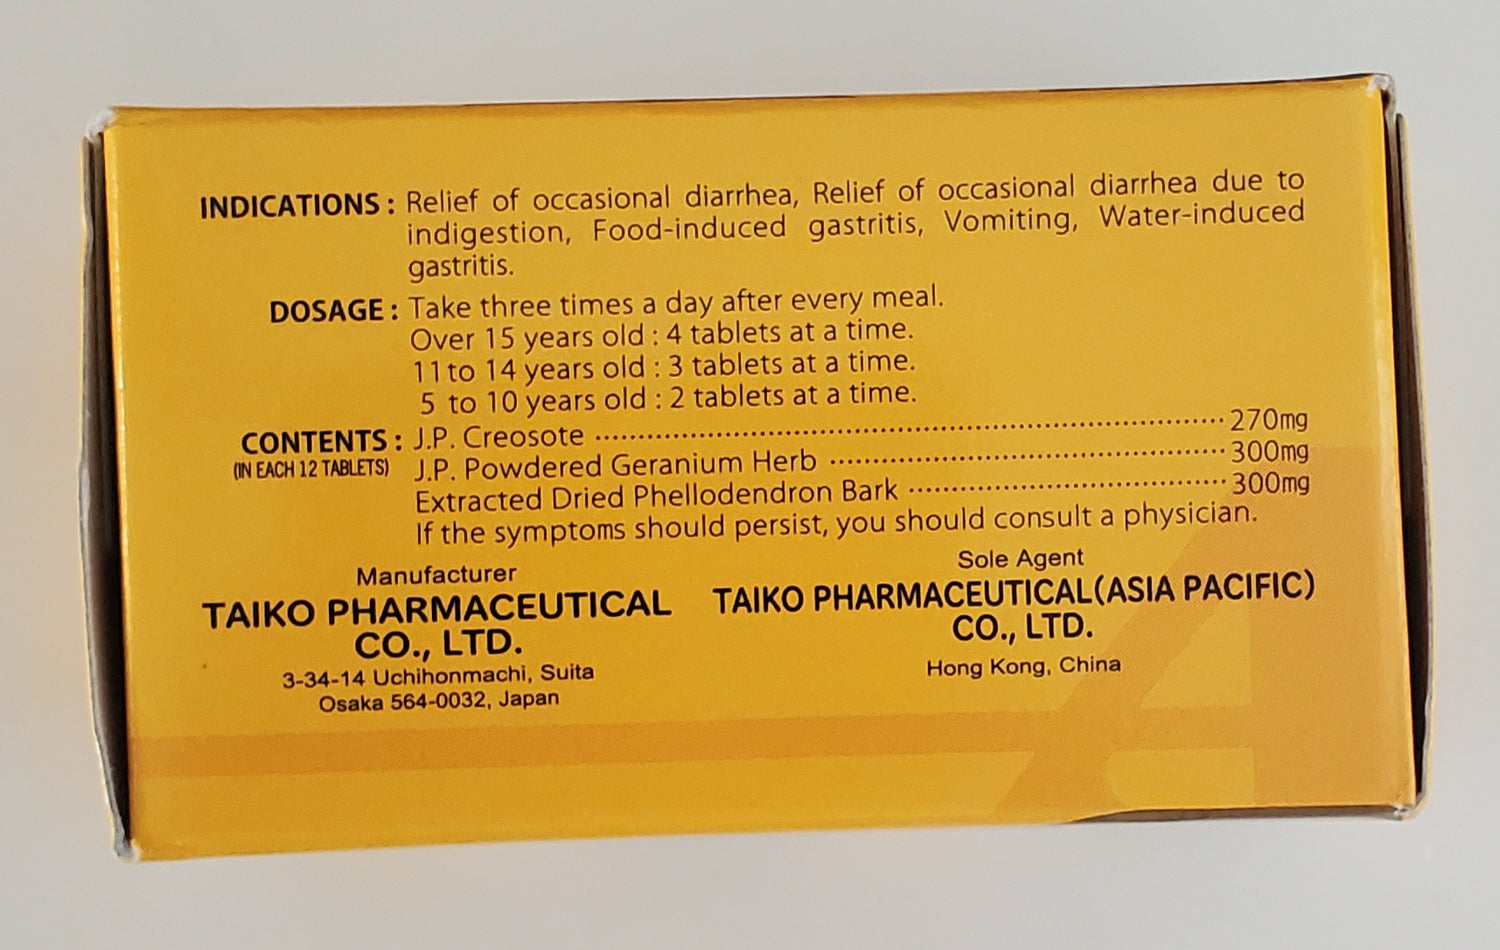 INDICATIONS : Relief of occasional diarrhea, Relief of occasional diarrhea due to
indigestion, Food-induced gastritis, Vomiting, Water-induced
gastritis.
DOSAGE : Take three times a day after every meal.
Over 15 years old : 4 tablets at a time.
11 to 14 years old : 3 tablets at a time.
5 to 10 years old : 2 tablets at a time.
CONTENTS : J.P. Creosote ........ 270mg
(IN EACH 12 TABLETS) J.P. Powdered Geranium Herb ........ 300mg
Extracted Dried Phellodendron Bark ........ 300mg
If the symptoms should persist, you should consult a physician.
Manufacturer
TAIKO PHARMACEUTICAL
CO., LTD.
3-34-14 Uchihonmachi, Suita
Osaka 564-0032, Japan
Sole Agent
TAIKO PHARMACEUTICAL(ASIA PACIFIC)
CO., LTD.
Hong Kong, China